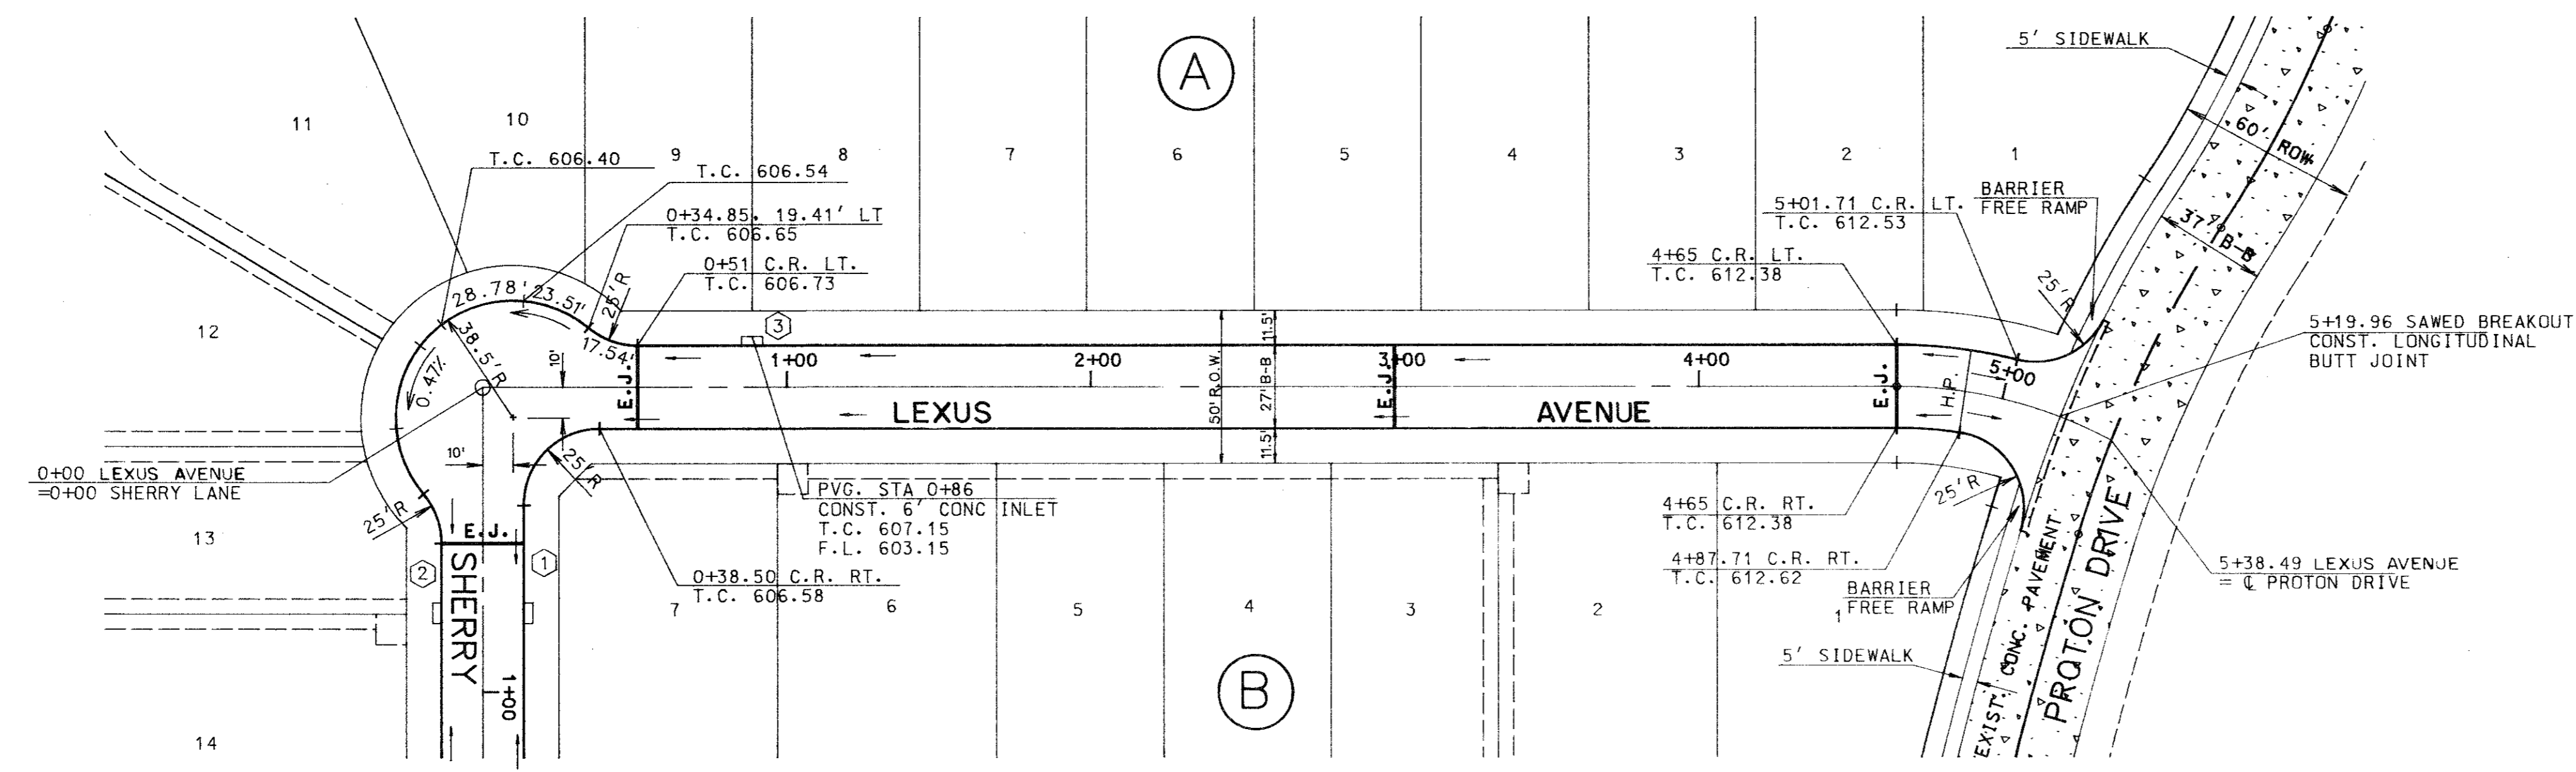 5' SIDEWALK
A
11
10
9
8
7
6
5
4
3
2
1
60' ROW
37' B-B
T.C. 606.40
T.C. 606.54
0+34.85, 19.41' LT
T.C. 606.65
0+51 C.R. LT.
T.C. 606.73
BARRIER
FREE RAMP
5+01.71 C.R. LT.
T.C. 612.53
4+65 C.R. LT.
T.C. 612.38
25'R
28.78'
23.51'
25'R
17.54'
38.5'R
0.47%
10'
12
3
1+00
2+00
3+00
4+00
5+00
11.5'
50' R.O.W.
27' B-B
11.5'
E.J.
E.J.
E.J.
H.P.
LEXUS
AVENUE
5+19.96 SAWED BREAKOUT
CONST. LONGITUDINAL
BUTT JOINT
0+00 LEXUS AVENUE
=0+00 SHERRY LANE
10'
25'R
25'R
E.J.
13
2
1
SHERRY
1+00
14
PVG. STA 0+86
CONST. 6' CONC INLET
T.C. 607.15
F.L. 603.15
0+38.50 C.R. RT.
T.C. 606.58
7
6
5
4
3
2
1
B
4+65 C.R. RT.
T.C. 612.38
4+87.71 C.R. RT.
T.C. 612.62
25'R
BARRIER
FREE RAMP
5' SIDEWALK
EXIST. CONC. PAVEMENT
PROTON DRIVE
5+38.49 LEXUS AVENUE
= ℄ PROTON DRIVE